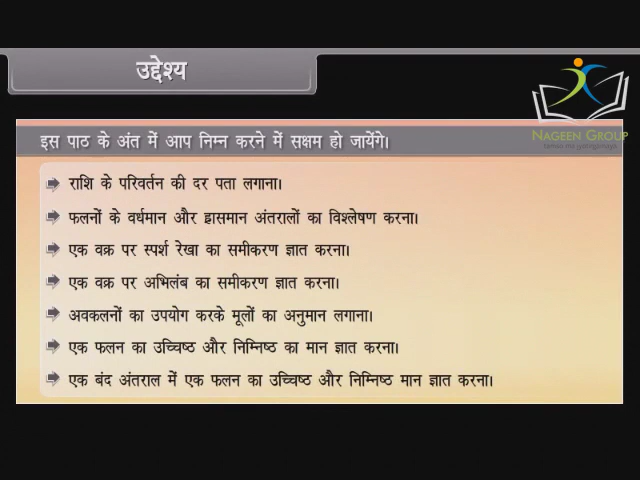 उद्देश्य
NAGEEN GROUP
इस पाठ के अंत में आप निम्न करने में सक्षम हो जायेंगे।
राशि के परिवर्तन की दर पता लगाना।
फलनों के वर्धमान और ह्रासमान अंतरालों का विश्लेषण करना।
एक वक्र पर स्पर्श रेखा का समीकरण ज्ञात करना।
एक वक्र पर अभिलंब का समीकरण ज्ञात करना।
अवकलनों का उपयोग करके मूलों का अनुमान लगाना।
एक फलन का उच्चिष्ठ और निम्निष्ठ का मान ज्ञात करना।
एक बंद अंतराल में एक फलन का उच्चिष्ठ और निम्निष्ठ मान ज्ञात करना।